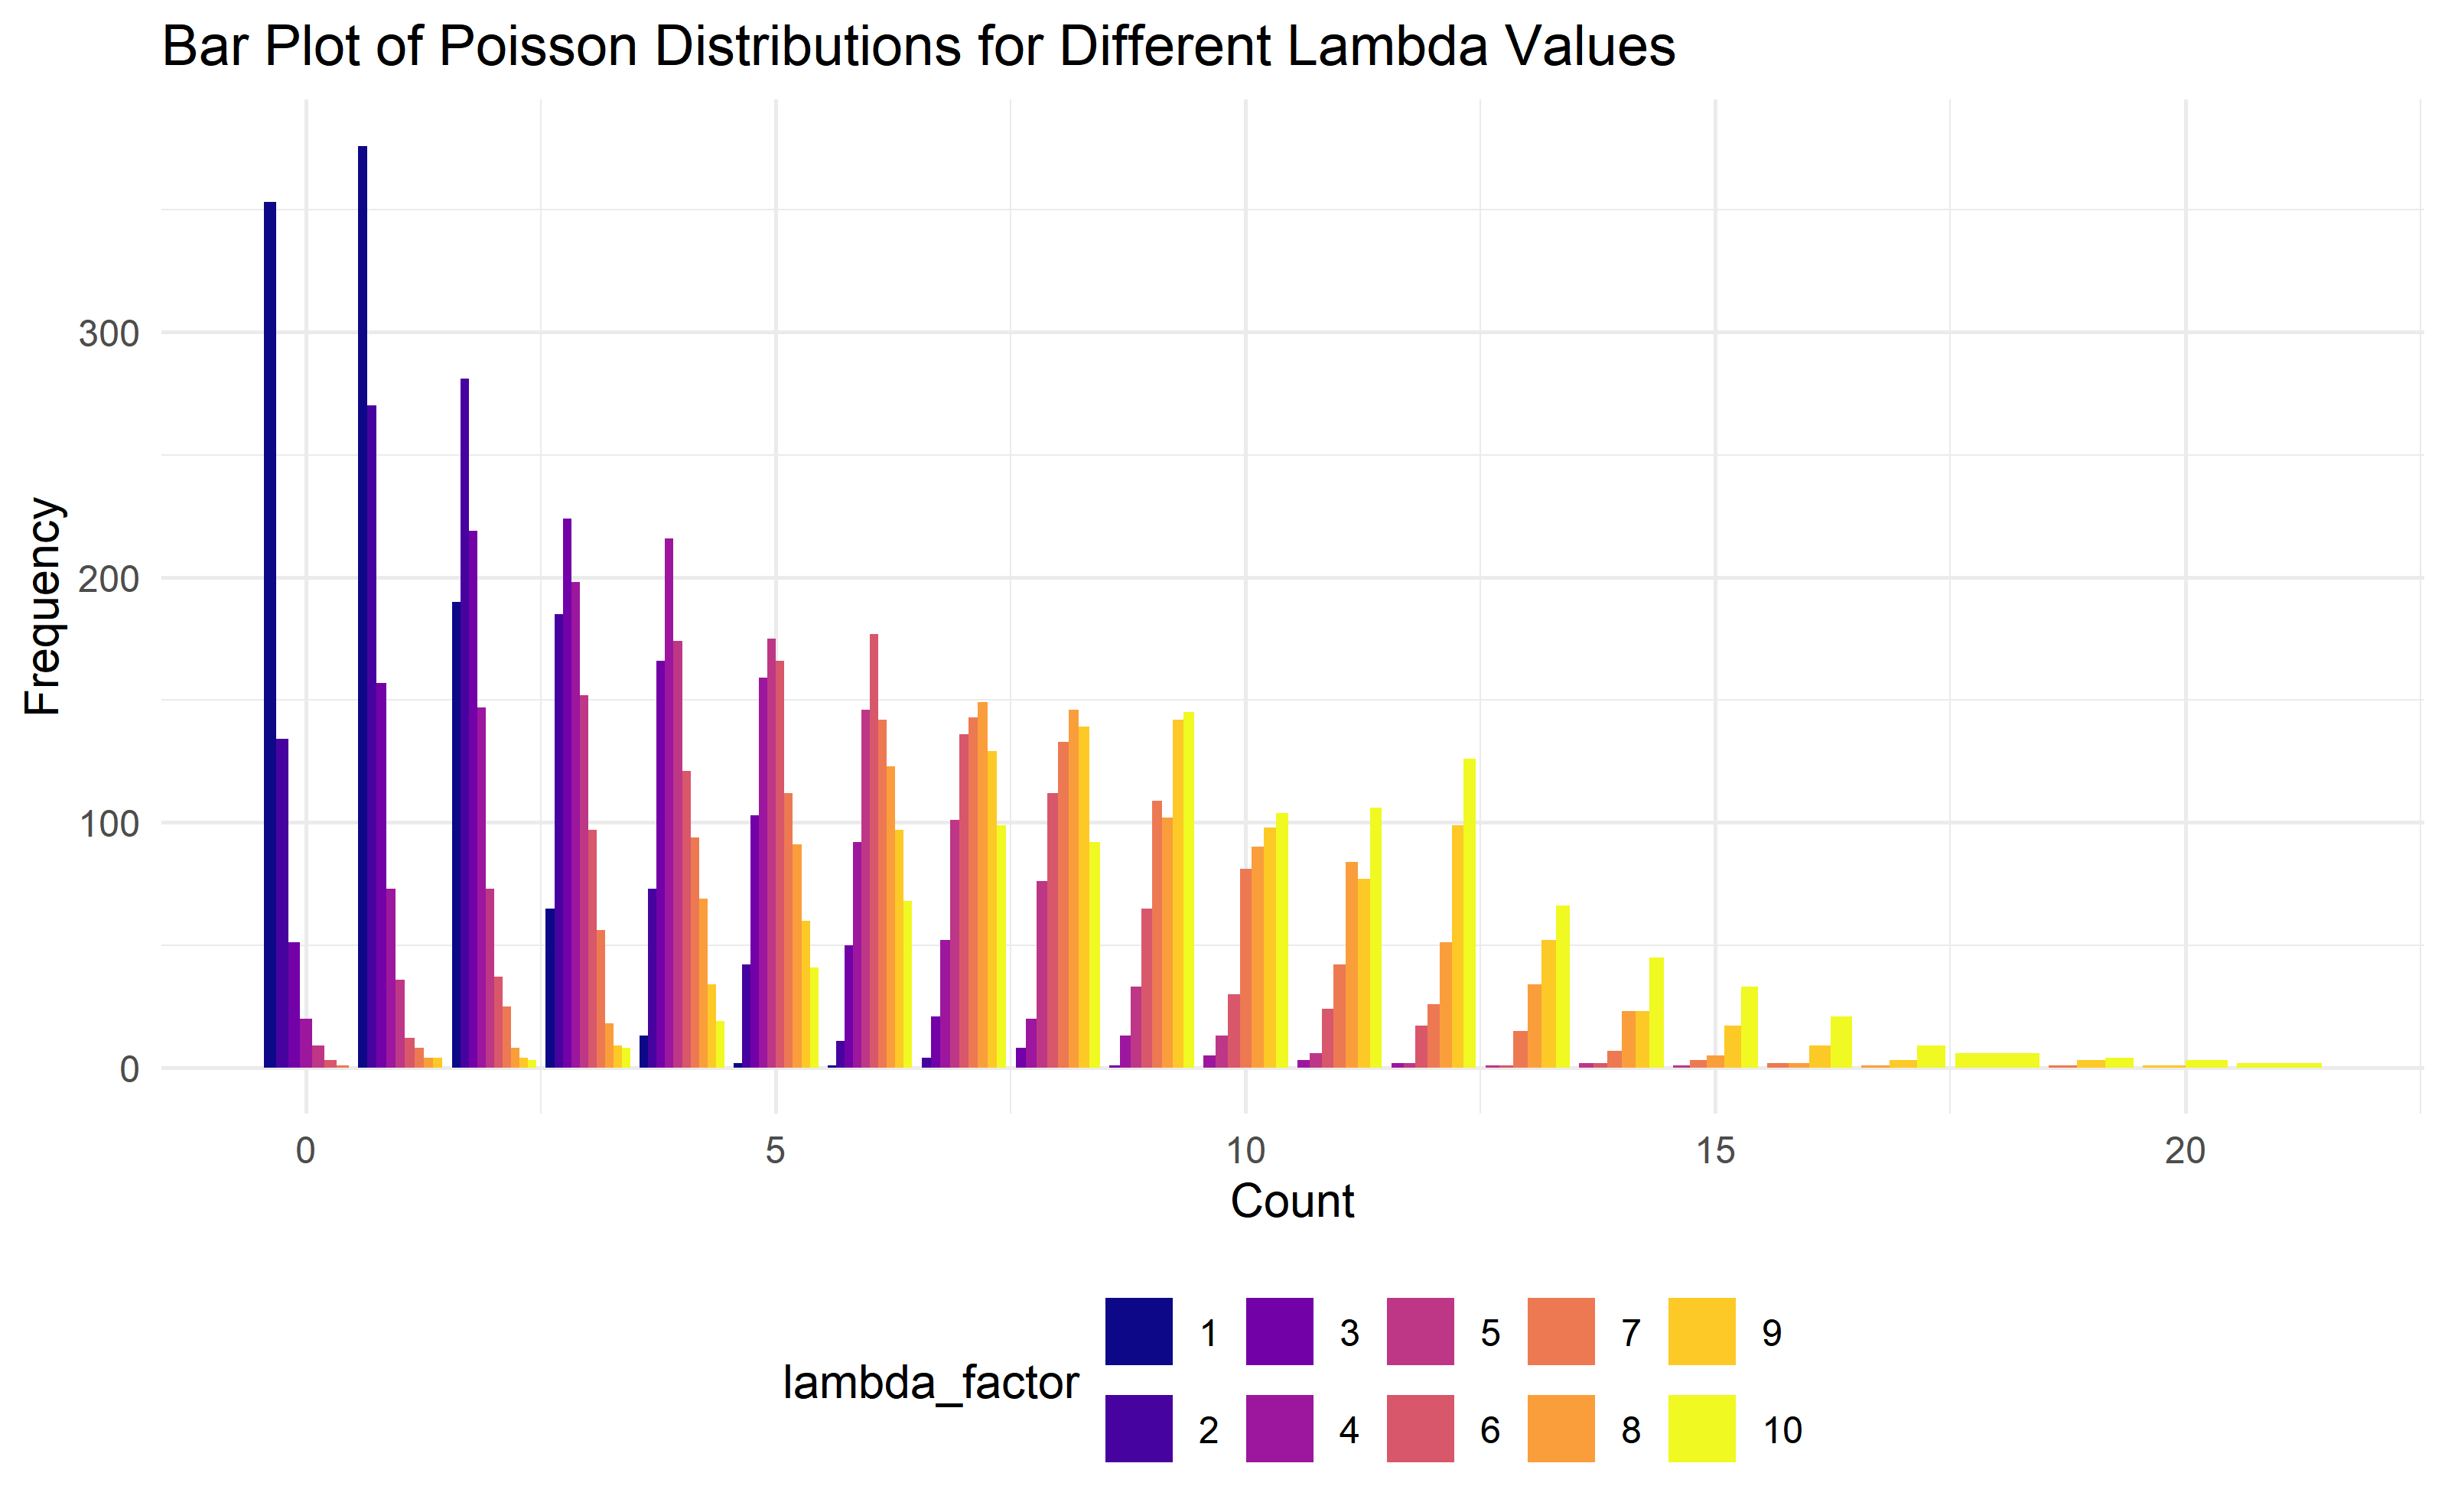 Bar Plot of Poisson Distributions for Different Lambda Values
Frequency
300
200
100
0
0 5 10 15 20
Count
lambda_factor
1 3 5 7 9
2 4 6 8 10